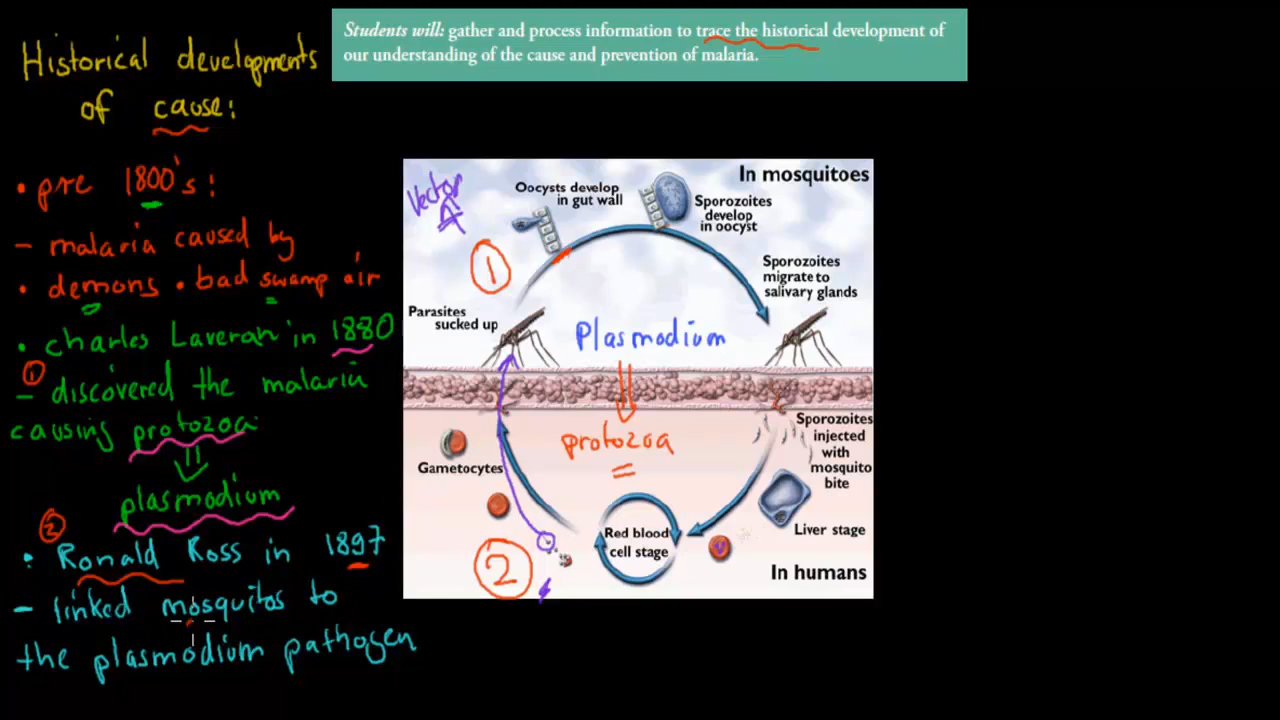 Students will: gather and process information to trace the historical development of
our understanding of the cause and prevention of malaria.
Historical developments
of cause:
• pre 1800's:
- malaria caused by
• demons • bad swamp air
• charles Laveran in 1880
①
- discovered the malaria
causing protozoa
plasmodium
②
• Ronald Ross in 1897
- linked mosquitos to
the plasmodium pathogen
Vector
A
In mosquitoes
Oocysts develop
in gut wall
Sporozoites
develop
in oocyst
1
Sporozoites
migrate to
salivary glands
Parasites
sucked up
Plasmodium
protozoa
Sporozoites
injected
with
mosquito
bite
Gametocytes
Liver stage
Red blood
cell stage
2
In humans